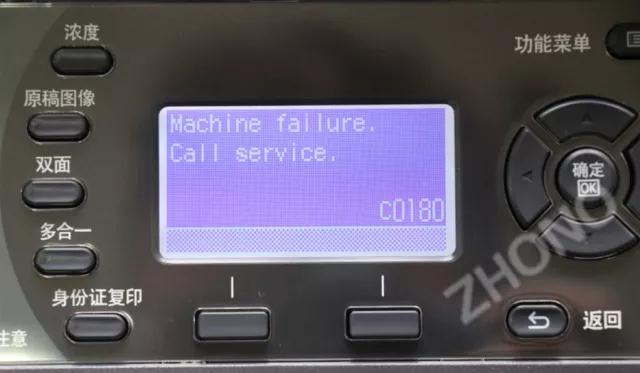 浓度
功能菜单
原稿图像
Machine failure.
Call service.
双面
确定
OK
C0180
多合一
ZHONO
身份证复印
返回
注意